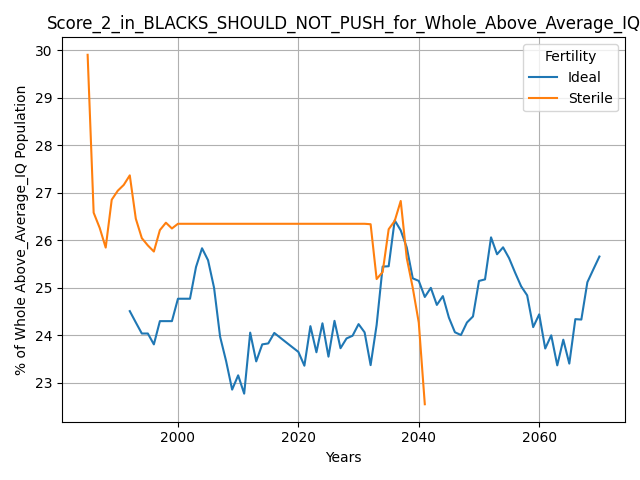 Score_2_in_BLACKS_SHOULD_NOT_PUSH_for_Whole_Above_Average_IQ
Fertility
Ideal
Sterile
% of Whole Above_Average_IQ Population
30
29
28
27
26
25
24
23
2000 2020 2040 2060
Years